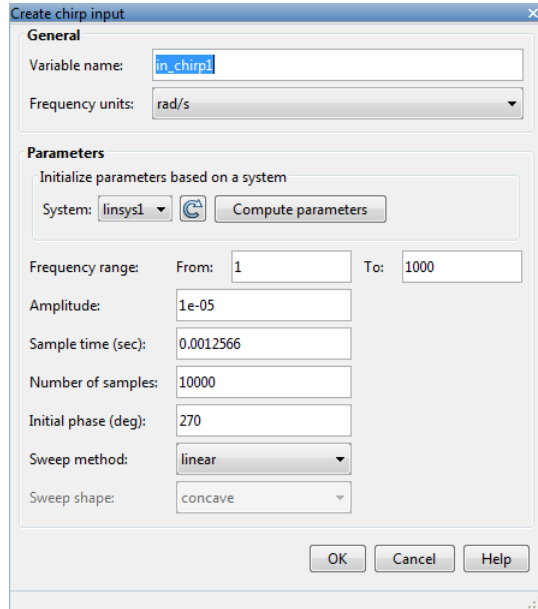 Create chirp input
General
Variable name: in_chirp1
Frequency units: rad/s
Parameters
Initialize parameters based on a system
System: linsys1 Compute parameters
Frequency range: From: 1 To: 1000
Amplitude: 1e-05
Sample time (sec): 0.0012566
Number of samples: 10000
Initial phase (deg): 270
Sweep method: linear
Sweep shape: concave
OK Cancel Help